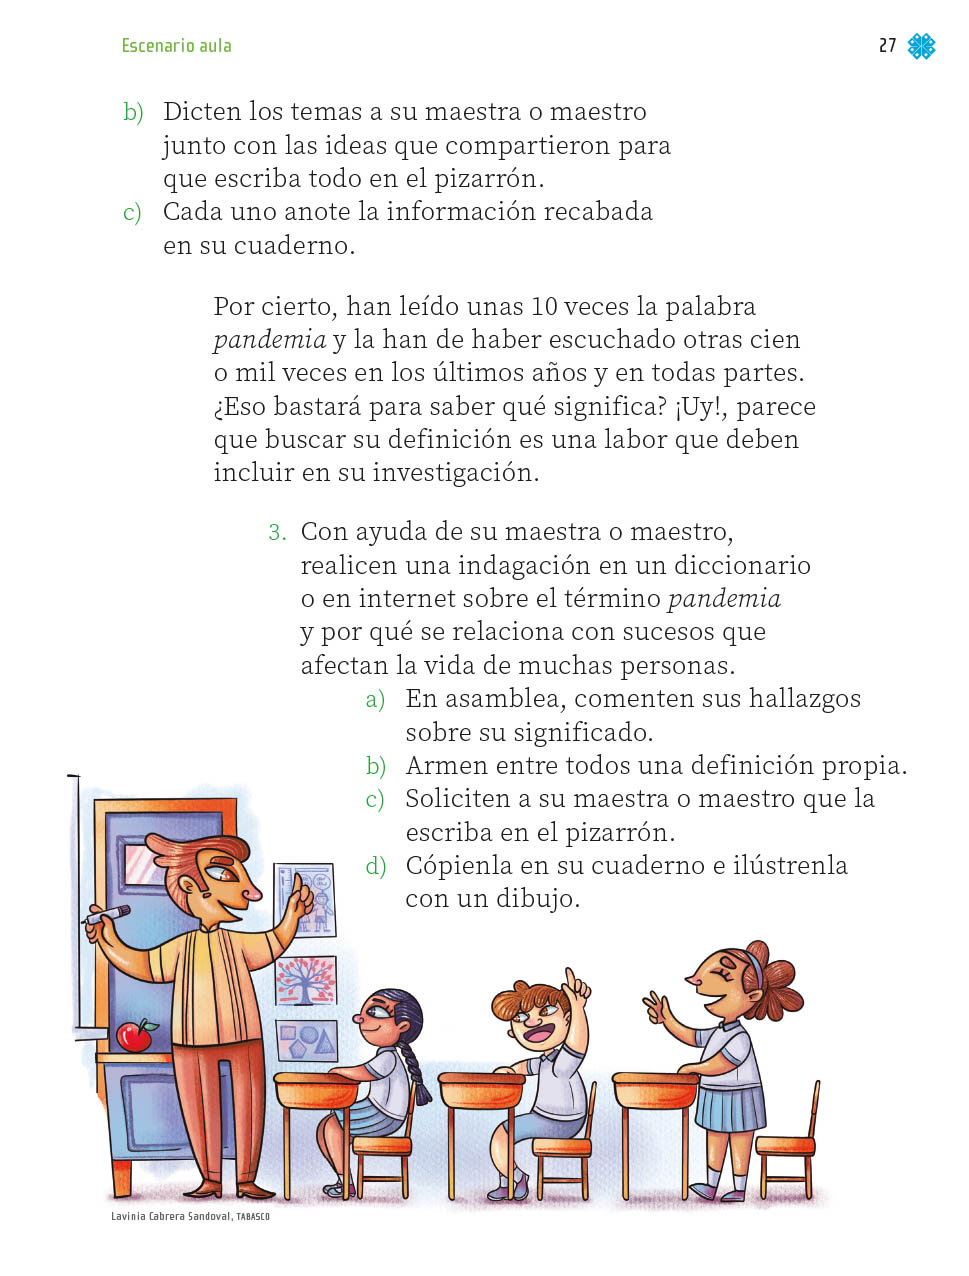 Escenario aula
27
b) Dicten los temas a su maestra o maestro
junto con las ideas que compartieron para
que escriba todo en el pizarrón.
c) Cada uno anote la información recabada
en su cuaderno.
Por cierto, han leído unas 10 veces la palabra
pandemia y la han de haber escuchado otras cien
o mil veces en los últimos años y en todas partes.
¿Eso bastará para saber qué significa? ¡Uy!, parece
que buscar su definición es una labor que deben
incluir en su investigación.
3. Con ayuda de su maestra o maestro,
realicen una indagación en un diccionario
o en internet sobre el término pandemia
y por qué se relaciona con sucesos que
afectan la vida de muchas personas.
a) En asamblea, comenten sus hallazgos
sobre su significado.
b) Armen entre todos una definición propia.
c) Soliciten a su maestra o maestro que la
escriba en el pizarrón.
d) Cópienla en su cuaderno e ilústrenla
con un dibujo.
Lavinia Cabrera Sandoval, TABASCO